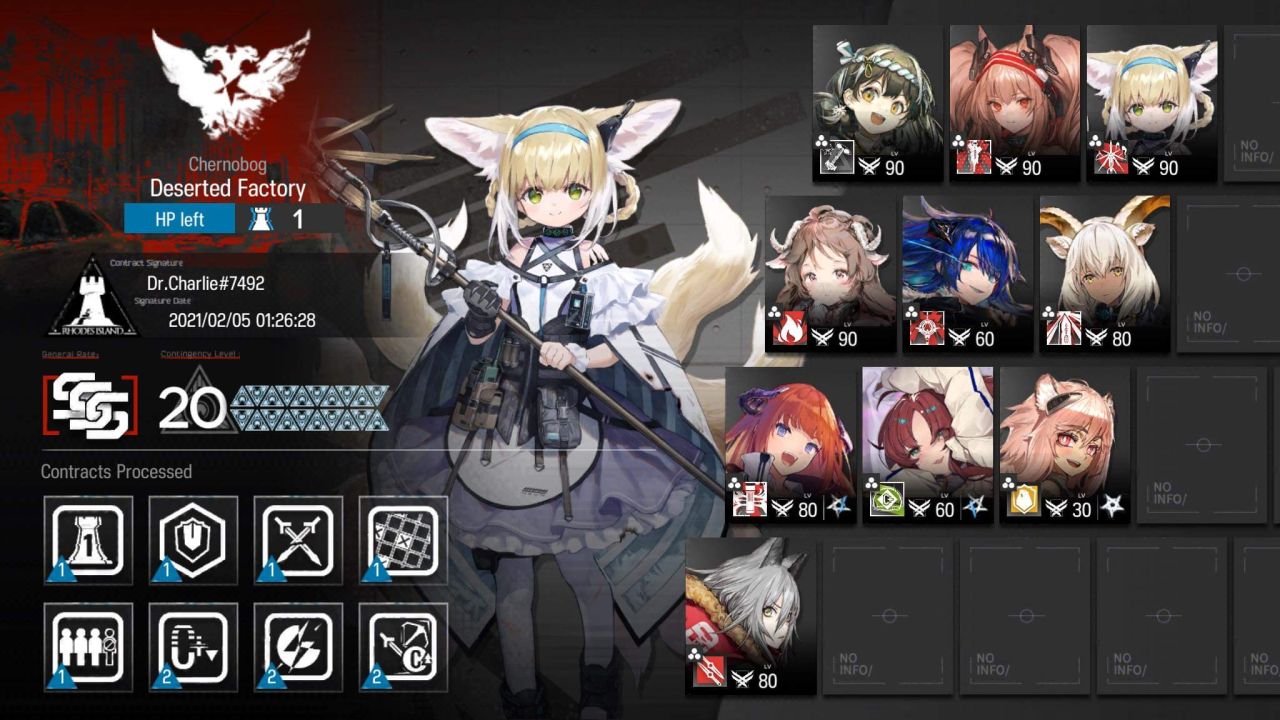 Chernobog
Deserted Factory
HP left 1
Contract Signature
Dr.Charlie#7492
Signature Date
2021/02/05 01:26:28
RHODES ISLAND
General Rate:
Contingency Level:
20
Contracts Processed
1
1
1
1
1
1
2
2
2
LV
90
LV
90
LV
90
NO
INFO/
LV
90
LV
60
LV
80
NO
INFO/
LV
80
LV
60
LV
30
NO
INFO/
LV
80
NO
INFO/
NO
INFO/
NO
INFO/
NO
INFO